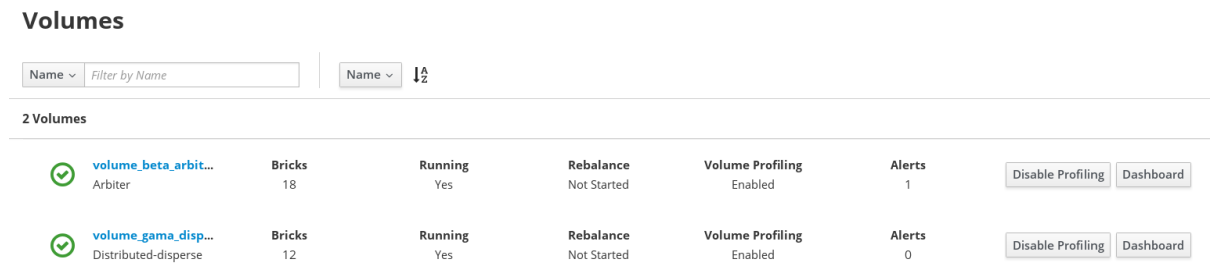 Volumes
Name Filter by Name Name A Z
2 Volumes
volume_beta_arbit... Bricks Running Rebalance Volume Profiling Alerts
Arbiter 18 Yes Not Started Enabled 1 Disable Profiling Dashboard
volume_gama_disp... Bricks Running Rebalance Volume Profiling Alerts
Distributed-disperse 12 Yes Not Started Enabled 0 Disable Profiling Dashboard